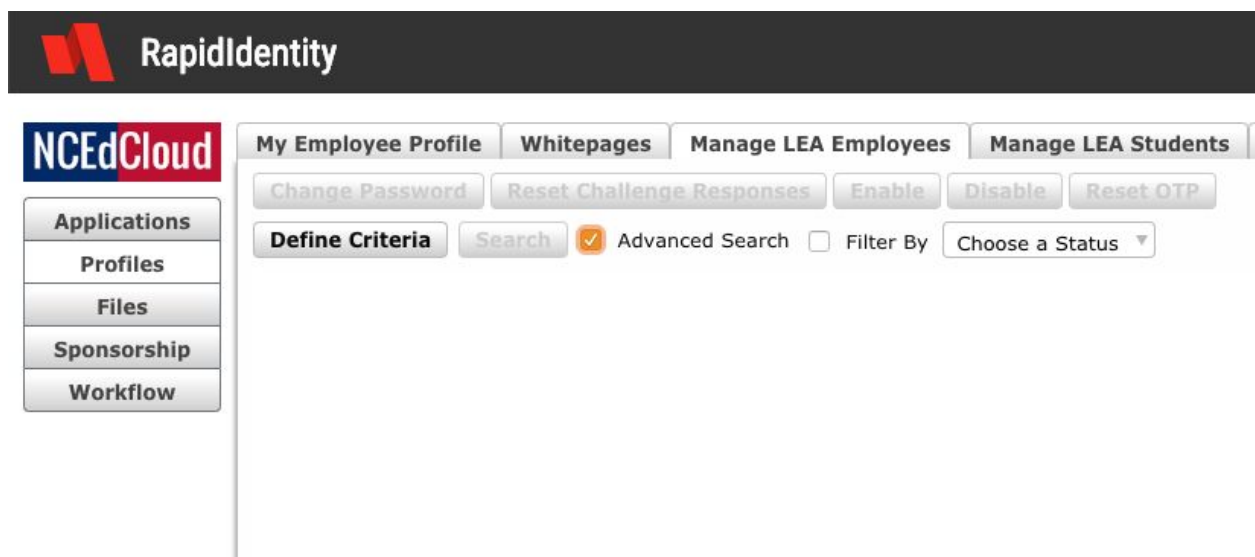 RapidIdentity
NCEdCloud
My Employee Profile Whitepages Manage LEA Employees Manage LEA Students
Change Password Reset Challenge Responses Enable Disable Reset OTP
Define Criteria Search Advanced Search Filter By Choose a Status
Applications
Profiles
Files
Sponsorship
Workflow